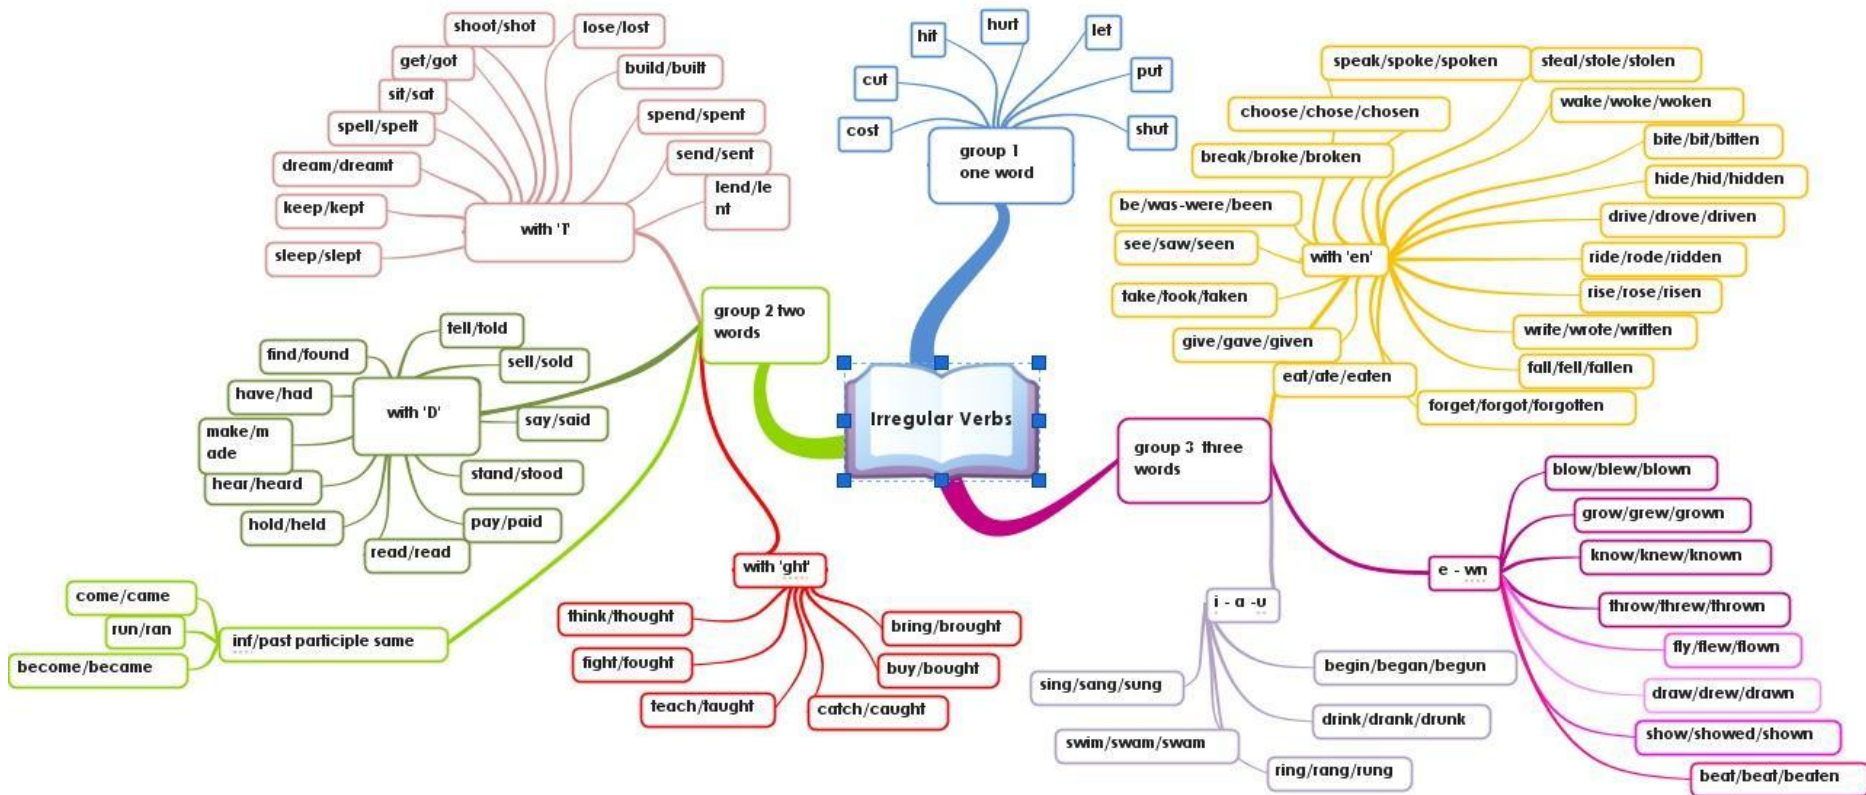 Irregular Verbs
group 1
one word
cost
cut
hit
hurt
let
put
shut
group 2 two
words
with 'T'
shoot/shot
lose/lost
get/got
build/built
sit/sat
spend/spent
spell/spelt
send/sent
dream/dreamt
lend/le
nt
keep/kept
sleep/slept
with 'D'
tell/told
find/found
sell/sold
have/had
say/said
make/m
ade
stand/stood
hear/heard
pay/paid
hold/held
read/read
inf/past participle same
come/came
run/ran
become/became
with 'ght'
think/thought
bring/brought
fight/fought
buy/bought
teach/taught
catch/caught
group 3 three
words
with 'en'
speak/spoke/spoken
steal/stole/stolen
choose/chose/chosen
wake/woke/woken
break/broke/broken
bite/bit/bitten
be/was-were/been
hide/hid/hidden
see/saw/seen
drive/drove/driven
take/took/taken
ride/rode/ridden
give/gave/given
rise/rose/risen
eat/ate/eaten
write/wrote/written
fall/fell/fallen
forget/forgot/forgotten
e - wn
blow/blew/blown
grow/grew/grown
know/knew/known
throw/threw/thrown
fly/flew/flown
draw/drew/drawn
show/showed/shown
beat/beat/beaten
i - a -u
sing/sang/sung
begin/began/begun
drink/drank/drunk
swim/swam/swam
ring/rang/rung